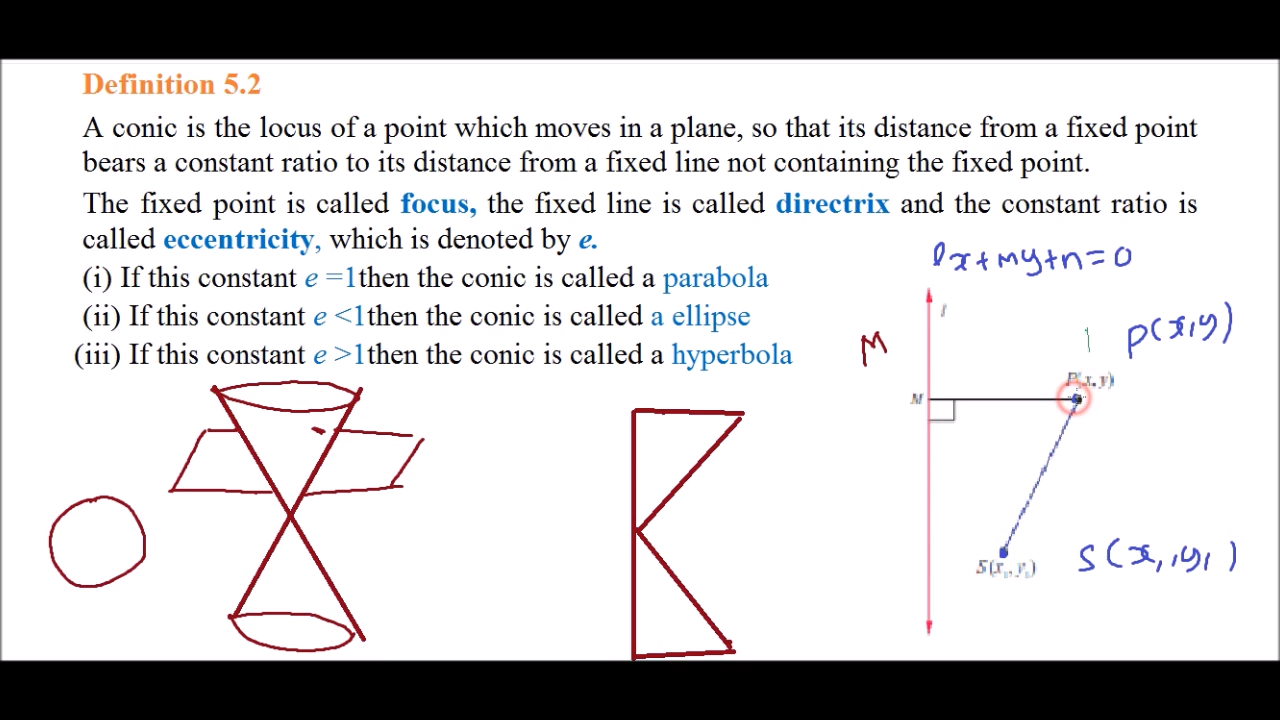 Definition 5.2
A conic is the locus of a point which moves in a plane, so that its distance from a fixed point
bears a constant ratio to its distance from a fixed line not containing the fixed point.
The fixed point is called focus, the fixed line is called directrix and the constant ratio is
called eccentricity, which is denoted by e.
(i) If this constant e =1then the conic is called a parabola
(ii) If this constant e <1then the conic is called a ellipse
(iii) If this constant e >1then the conic is called a hyperbola
lx+my+n=0
l
M
P(x,y)
P(x, y)
M
S(x₁, y₁)
S(x₁,y₁)